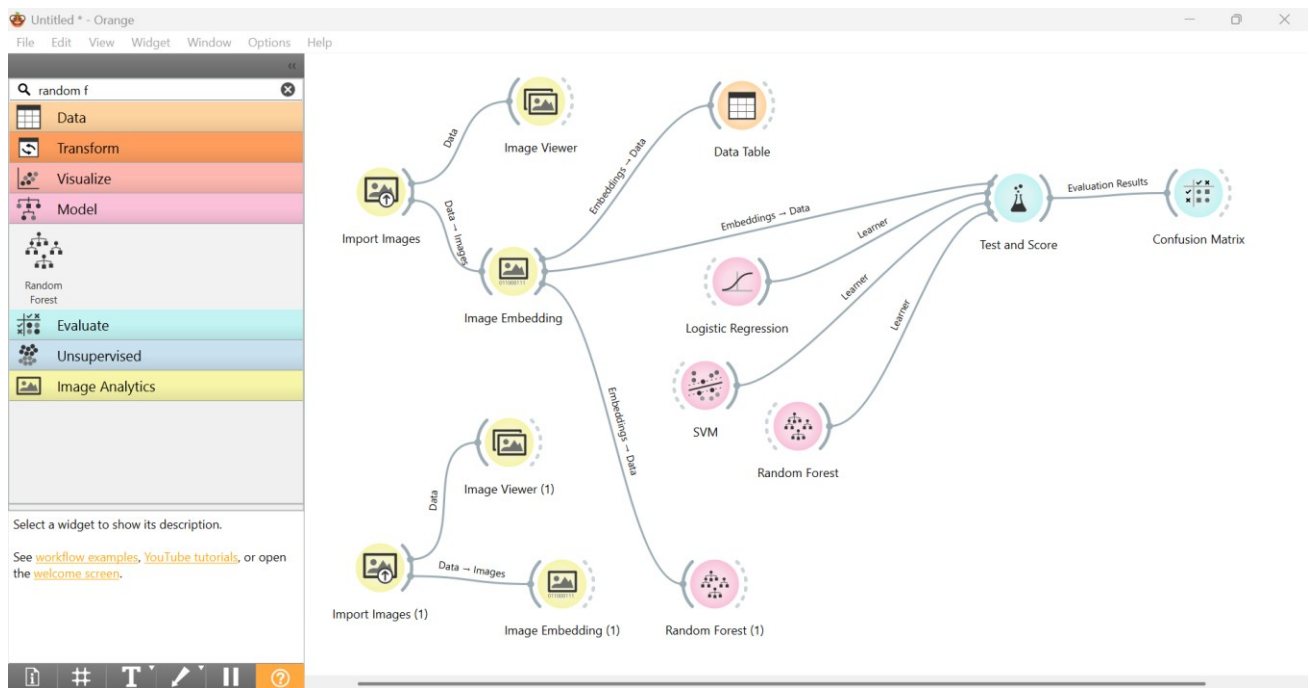 Untitled * - Orange
File Edit View Widget Window Options Help
random f
Data
Transform
Visualize
Model
Random
Forest
Evaluate
Unsupervised
Image Analytics
Select a widget to show its description.
See workflow examples, YouTube tutorials, or open
the welcome screen.
Data
Image Viewer
Import Images
Data → Images
Image Embedding
Embeddings → Data
Data Table
Embeddings → Data
Learner
Logistic Regression
Learner
SVM
Learner
Random Forest
Test and Score
Evaluation Results
Confusion Matrix
Embeddings → Data
Data
Image Viewer (1)
Import Images (1)
Data → Images
Image Embedding (1)
Random Forest (1)